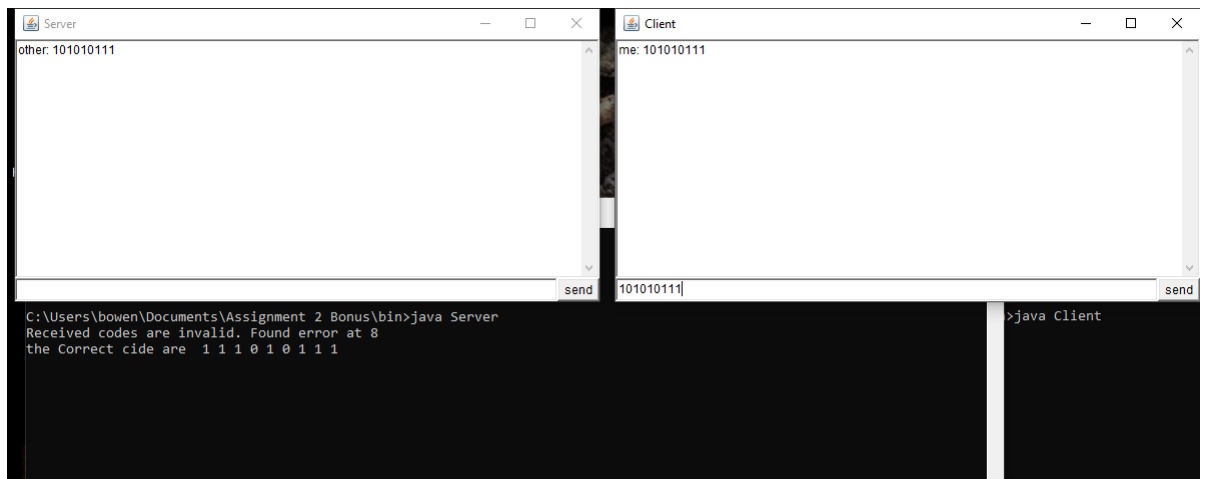 Server
other: 101010111
send
Client
me: 101010111
101010111
send
C:\Users\bowen\Documents\Assignment 2 Bonus\bin>java Server
Received codes are invalid. Found error at 8
the Correct cide are  1 1 1 0 1 0 1 1 1
>java Client